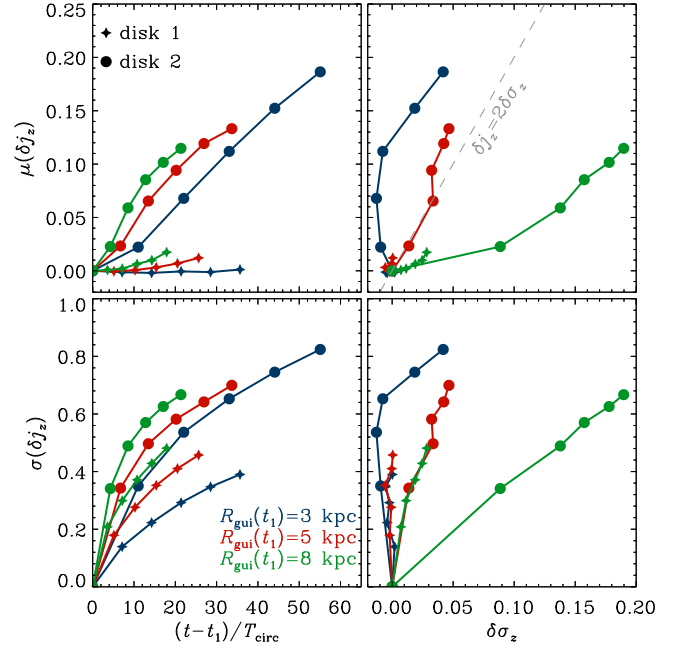 0.25
0.20
0.15
0.10
0.05
0.00
μ(δj_z)
disk 1
disk 2
δj_z=2δσ_z
1.0
0.8
0.6
0.4
0.2
0.0
σ(δj_z)
R_gui(t_1)=3 kpc
R_gui(t_1)=5 kpc
R_gui(t_1)=8 kpc
0 10 20 30 40 50 60
(t−t_1)/T_circ
0.00 0.05 0.10 0.15 0.20
δσ_z